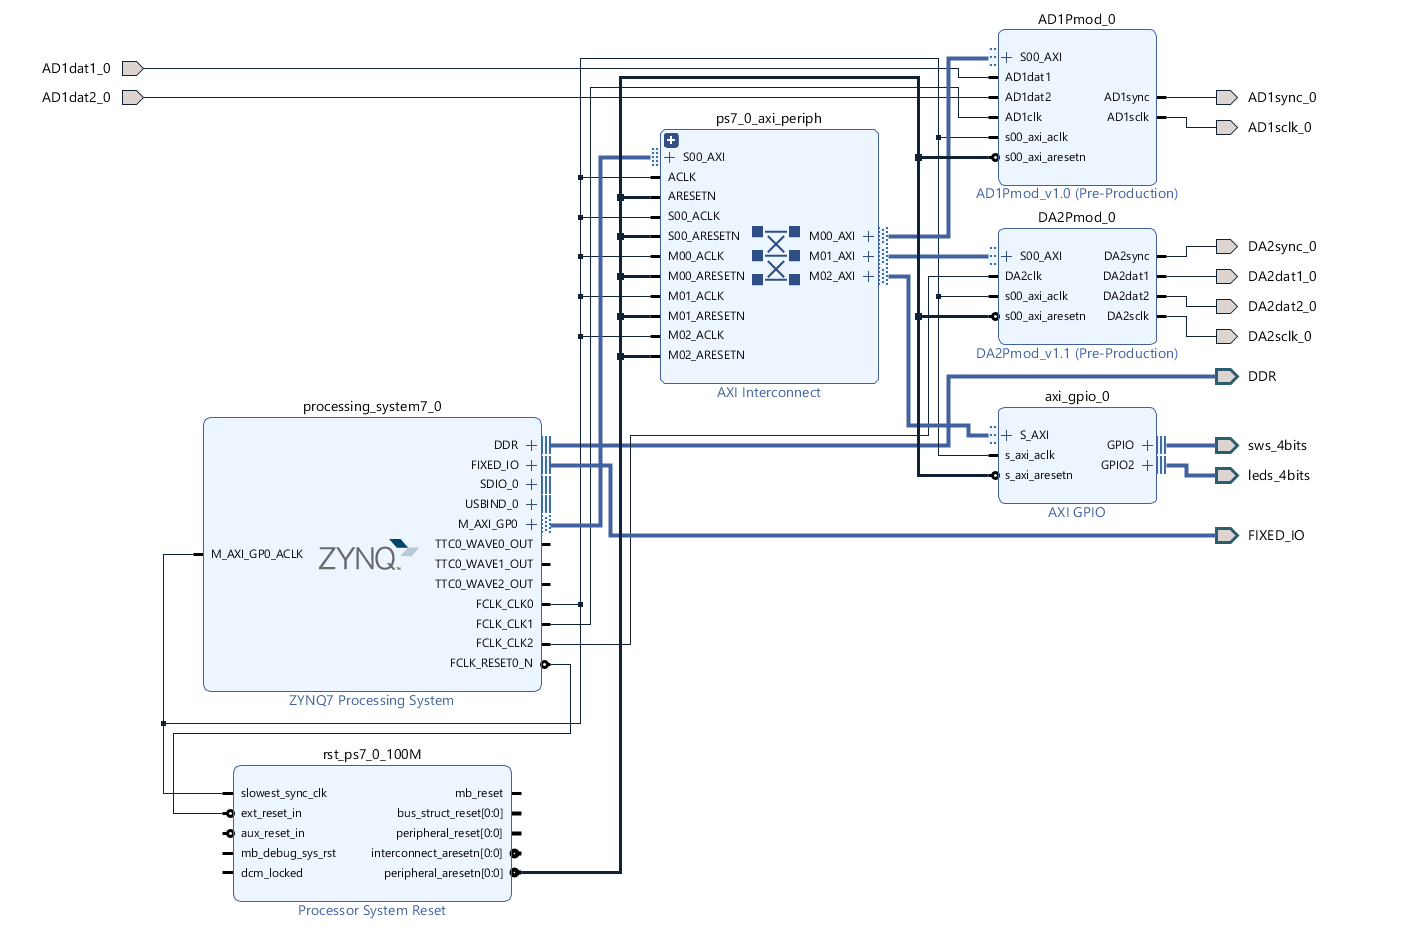 AD1dat1_0
AD1dat2_0
processing_system7_0
DDR
FIXED_IO
SDIO_0
USBIND_0
M_AXI_GP0
TTC0_WAVE0_OUT
M_AXI_GP0_ACLK
ZYNQ
TTC0_WAVE1_OUT
TTC0_WAVE2_OUT
FCLK_CLK0
FCLK_CLK1
FCLK_CLK2
FCLK_RESET0_N
ZYNQ7 Processing System
rst_ps7_0_100M
slowest_sync_clk
ext_reset_in
aux_reset_in
mb_debug_sys_rst
dcm_locked
mb_reset
bus_struct_reset[0:0]
peripheral_reset[0:0]
interconnect_aresetn[0:0]
peripheral_aresetn[0:0]
Processor System Reset
ps7_0_axi_periph
S00_AXI
ACLK
ARESETN
S00_ACLK
S00_ARESETN
M00_ACLK
M00_ARESETN
M01_ACLK
M01_ARESETN
M02_ACLK
M02_ARESETN
M00_AXI
M01_AXI
M02_AXI
AXI Interconnect
AD1Pmod_0
S00_AXI
AD1dat1
AD1dat2
AD1clk
s00_axi_aclk
s00_axi_aresetn
AD1sync
AD1sclk
AD1Pmod_v1.0 (Pre-Production)
DA2Pmod_0
S00_AXI
DA2clk
s00_axi_aclk
s00_axi_aresetn
DA2sync
DA2dat1
DA2dat2
DA2sclk
DA2Pmod_v1.1 (Pre-Production)
axi_gpio_0
S_AXI
s_axi_aclk
s_axi_aresetn
GPIO
GPIO2
AXI GPIO
AD1sync_0
AD1sclk_0
DA2sync_0
DA2dat1_0
DA2dat2_0
DA2sclk_0
DDR
sws_4bits
leds_4bits
FIXED_IO